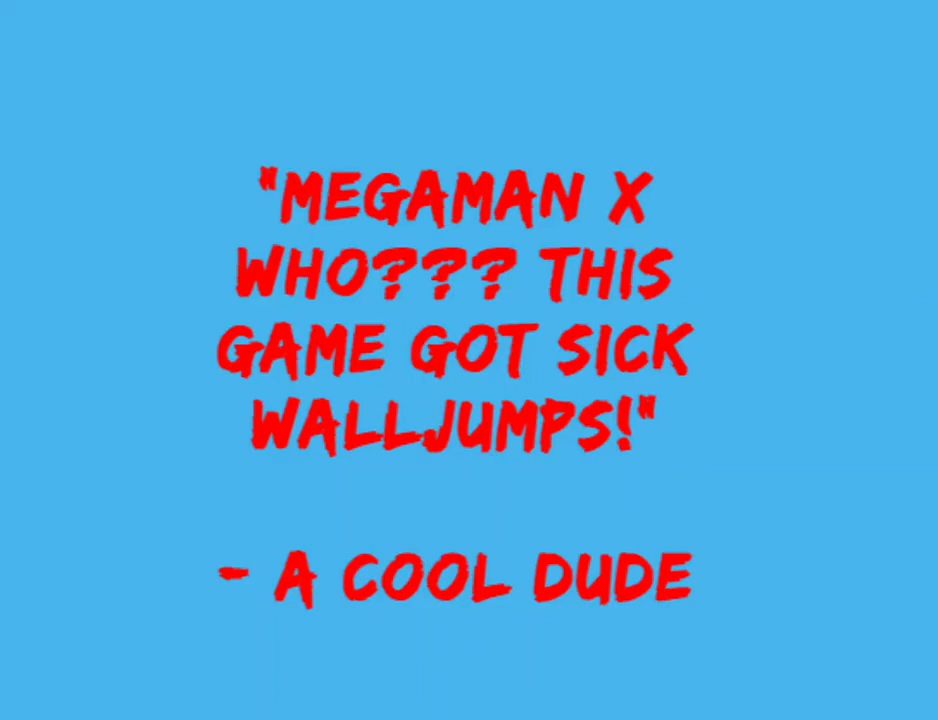 "MEGAMAN X
WHO??? THIS
GAME GOT SICK
WALLJUMPS!"
- A COOL DUDE